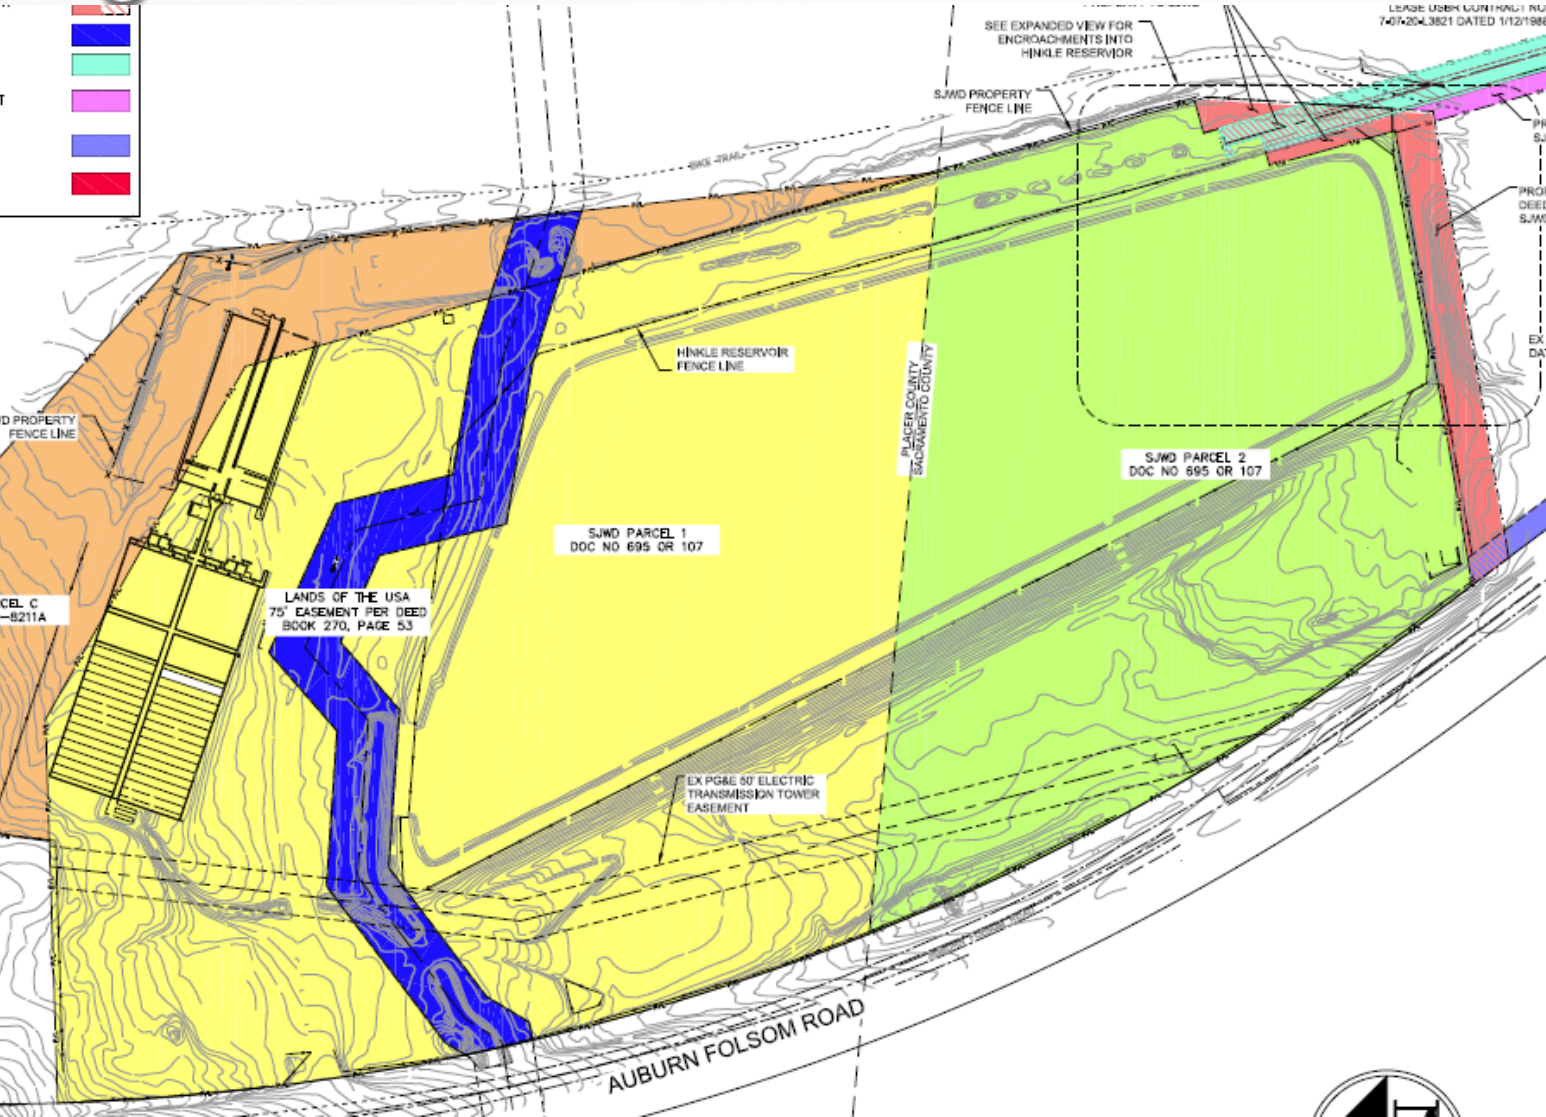 LEASE USBR CONTRACT NO
7-07-20-L3821 DATED 1/12/1988
SEE EXPANDED VIEW FOR
ENCROACHMENTS INTO
HINKLE RESERVIOR
SJWD PROPERTY
FENCE LINE
BIKE TRAIL
HINKLE RESERVOIR
FENCE LINE
PLACER COUNTY
SACRAMENTO COUNTY
SJWD PARCEL 2
DOC NO 695 OR 107
D PROPERTY
FENCE LINE
SJWD PARCEL 1
DOC NO 695 OR 107
LANDS OF THE USA
75' EASEMENT PER DEED
BOOK 270, PAGE 53
CEL C
-8211A
EX PG&E 50' ELECTRIC
TRANSMISSION TOWER
EASEMENT
AUBURN FOLSOM ROAD